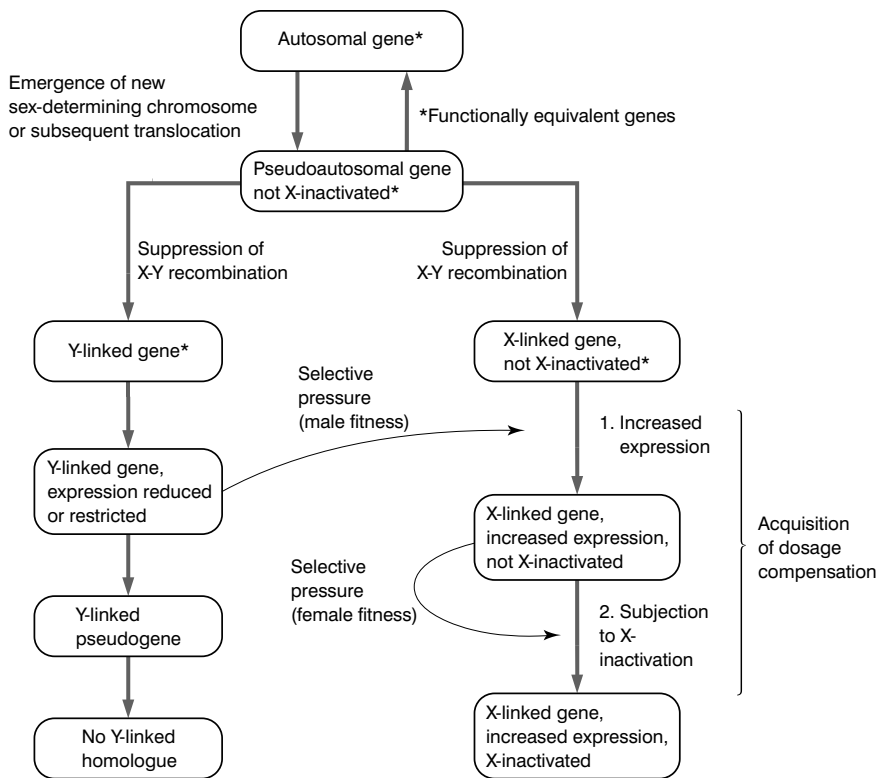 Autosomal gene*
Emergence of new
sex-determining chromosome
or subsequent translocation
*Functionally equivalent genes
Pseudoautosomal gene
not X-inactivated*
Suppression of
X-Y recombination
Suppression of
X-Y recombination
Y-linked gene*
X-linked gene,
not X-inactivated*
Selective
pressure
(male fitness)
1. Increased
expression
Y-linked gene,
expression reduced
or restricted
X-linked gene,
increased expression,
not X-inactivated
Acquisition
of dosage
compensation
Selective
pressure
(female fitness)
Y-linked
pseudogene
2. Subjection
to X-
inactivation
No Y-linked
homologue
X-linked gene,
increased expression,
X-inactivated